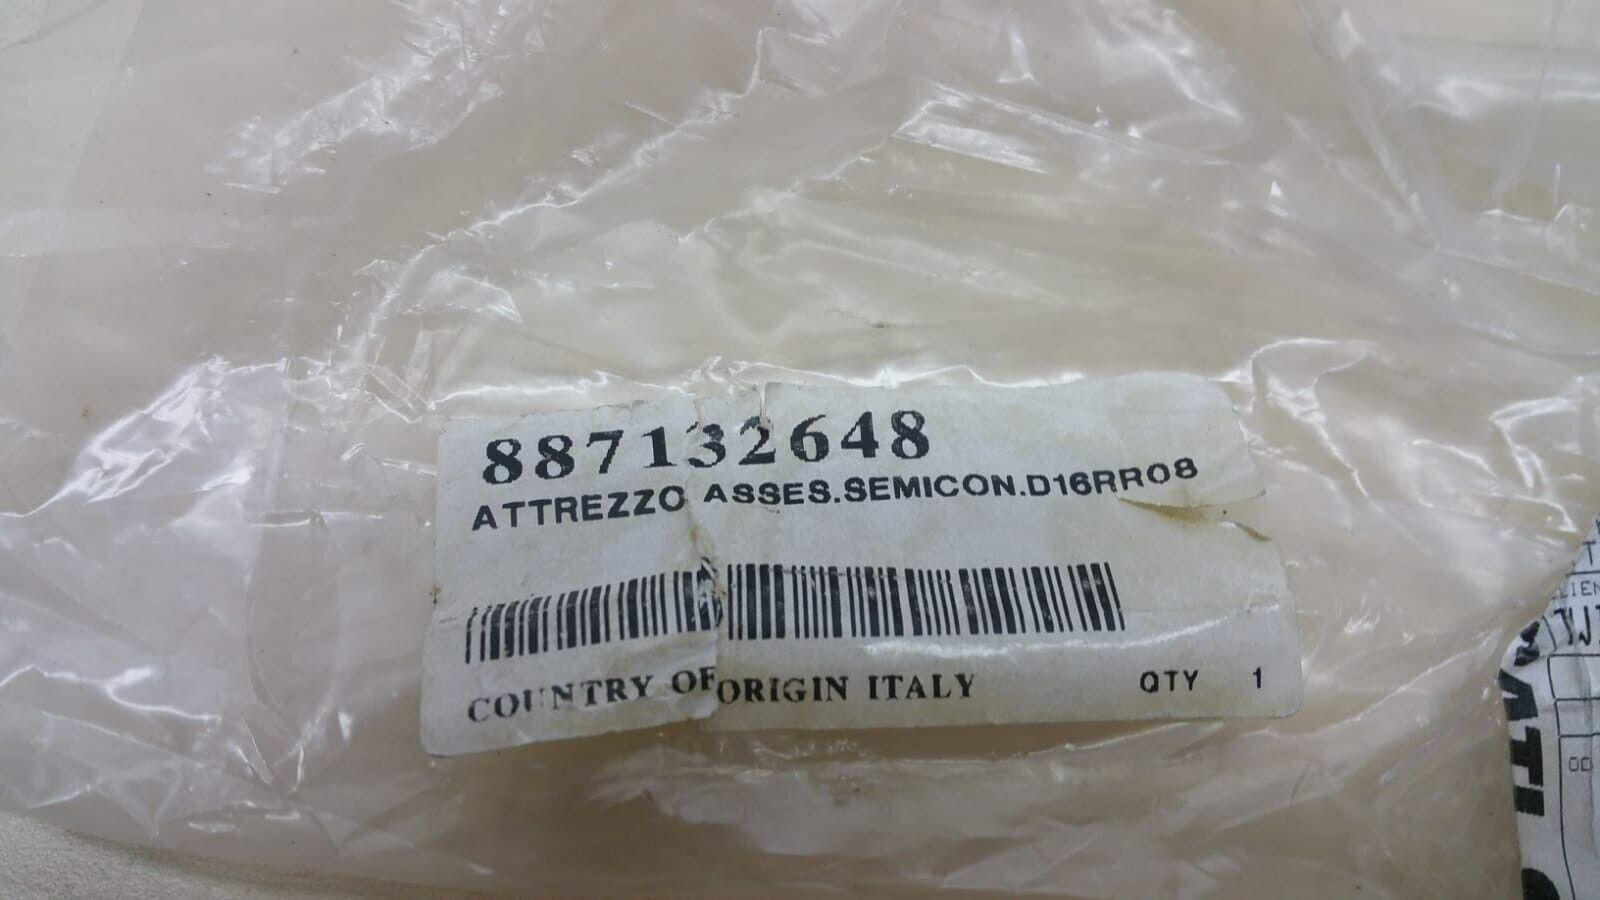 887132648
ATTREZZO ASSES.SEMICON.D16RR08
COUNTRY OF ORIGIN ITALY
QTY 1